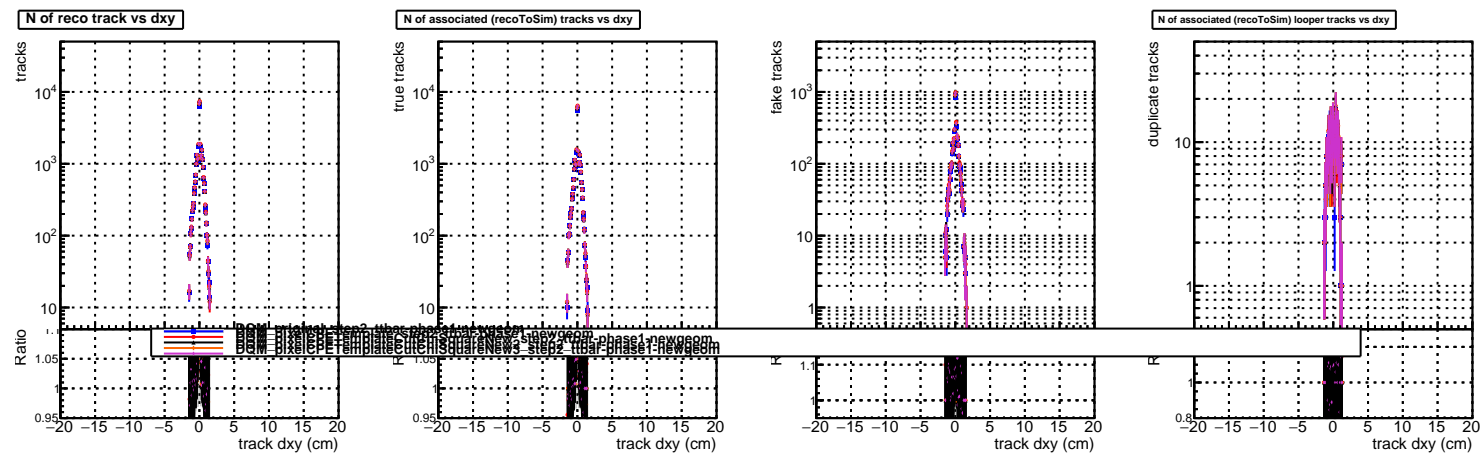 N of reco track vs dxy
tracks
10⁴
10³
10²
10
Ratio
1.05
1
0.95
−20 −15 −10 −5 0 5 10 15 20
track dxy (cm)
N of associated (recoToSim) tracks vs dxy
true tracks
10⁴
10³
10²
10
1.05
1
0.95
−20 −15 −10 −5 0 5 10 15 20
track dxy (cm)
fake tracks
10³
10²
10
1
1.1
1
−20 −15 −10 −5 0 5 10 15 20
track dxy (cm)
N of associated (recoToSim) looper tracks vs dxy
duplicate tracks
10
1
1
0.8
−20 −15 −10 −5 0 5 10 15 20
track dxy (cm)
DQM_pixelCPETemplateCutChiSquareNew3_step2_ttbar-phase1-newgeom